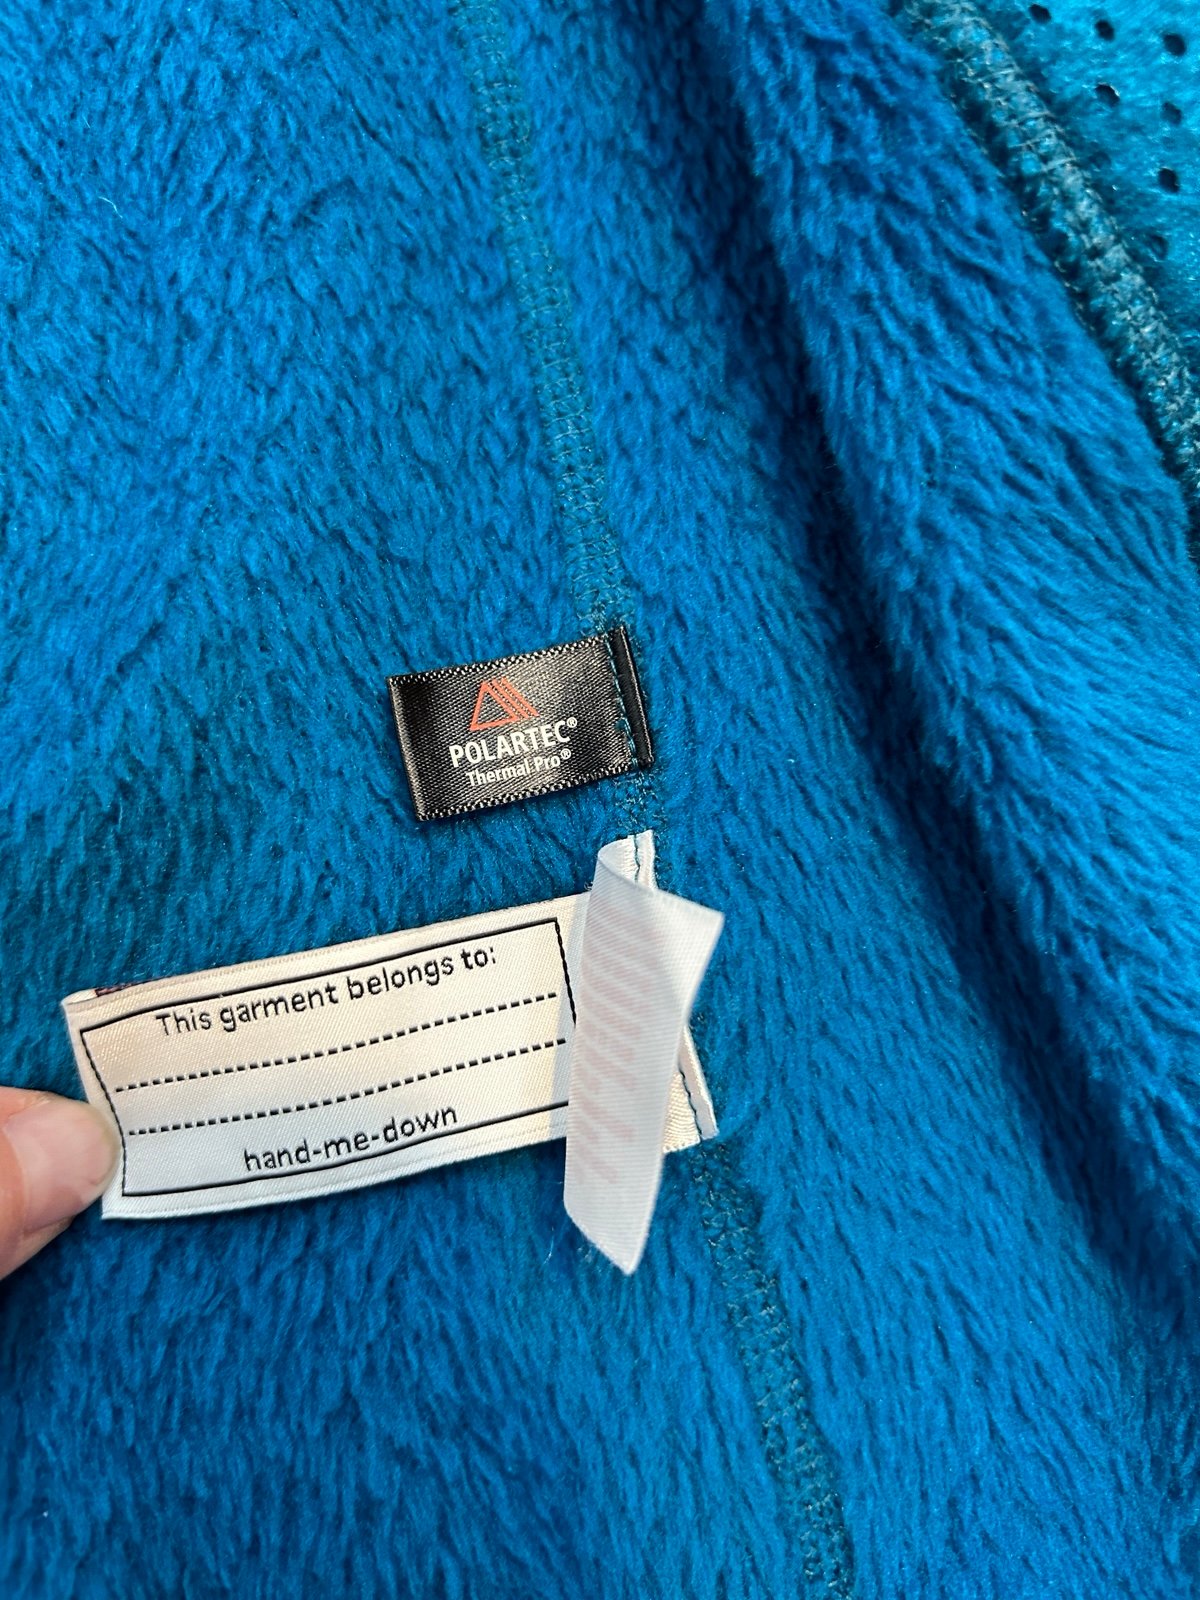 POLARTEC®
Thermal Pro®
This garment belongs to:
hand-me-down